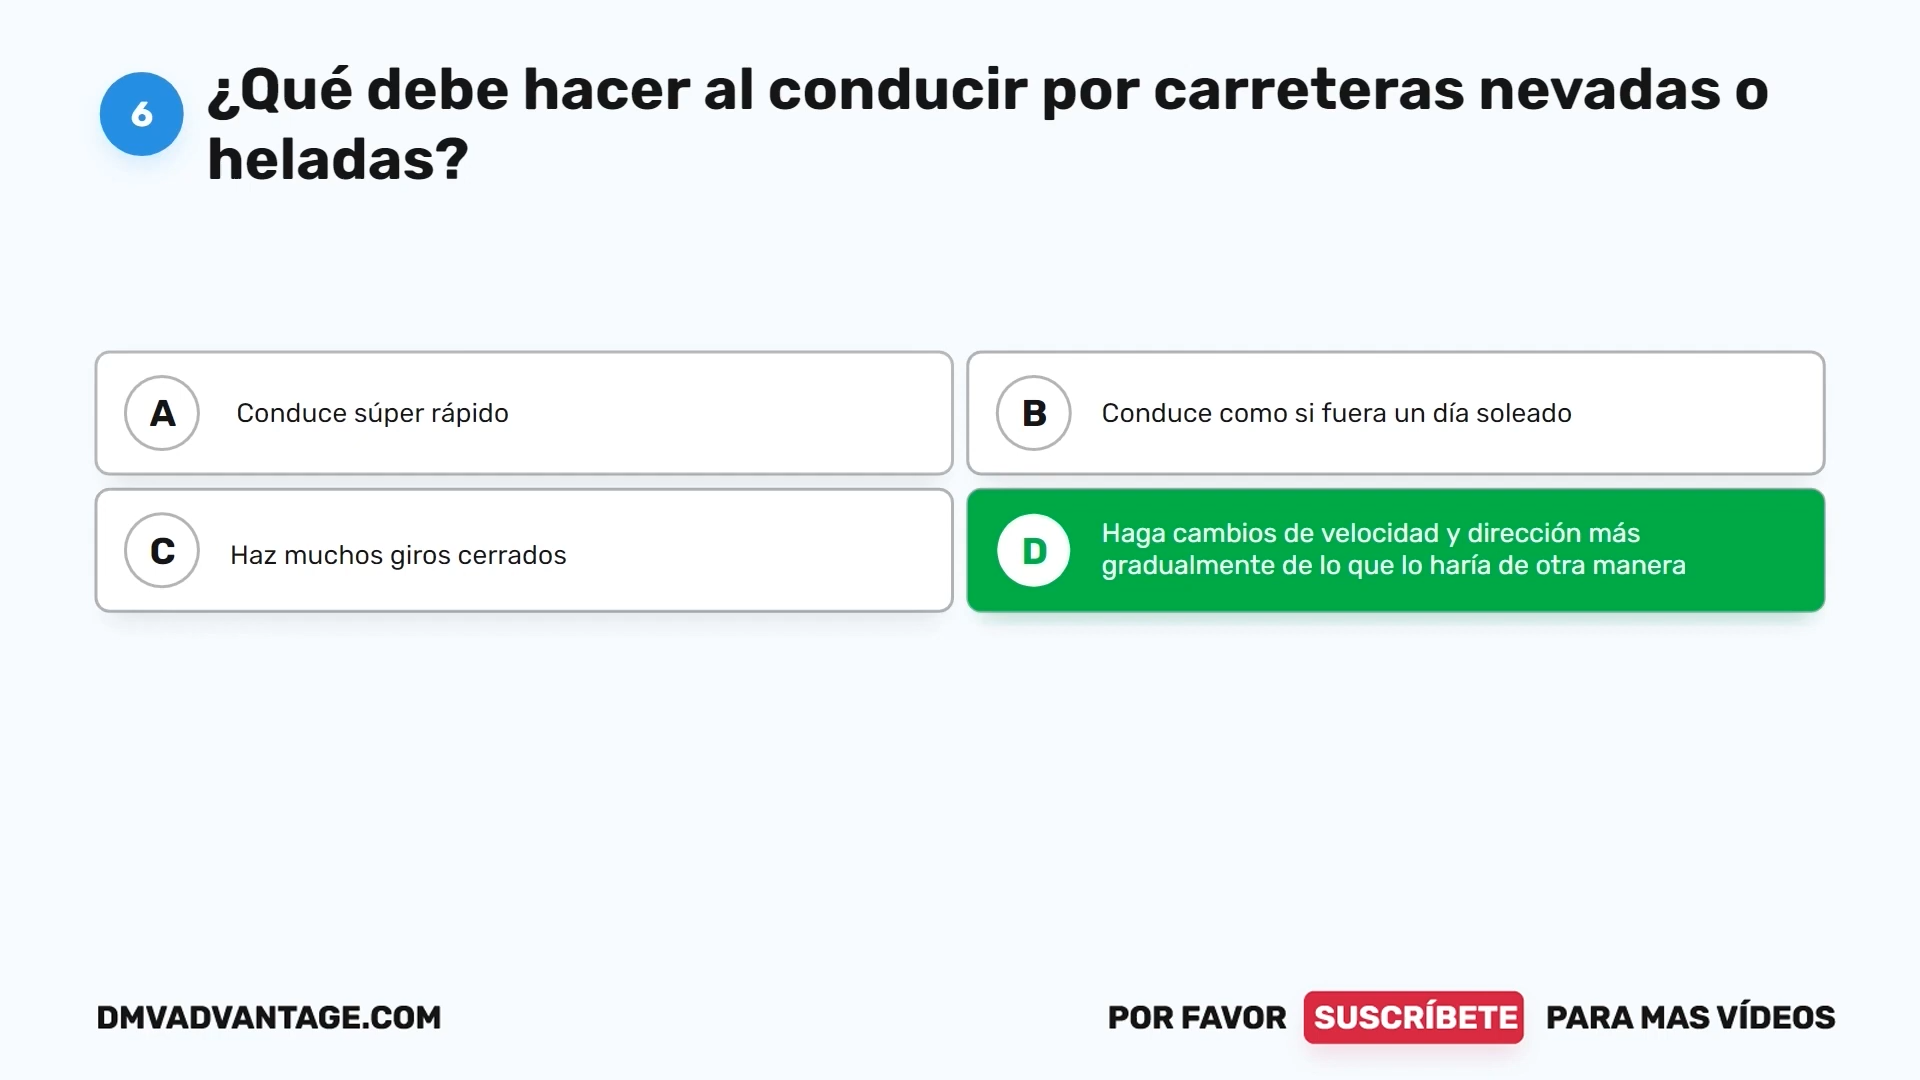 6
¿Qué debe hacer al conducir por carreteras nevadas o
heladas?
A
Conduce súper rápido
B
Conduce como si fuera un día soleado
C
Haz muchos giros cerrados
D
Haga cambios de velocidad y dirección más
gradualmente de lo que lo haría de otra manera
DMVADVANTAGE.COM
POR FAVOR SUSCRÍBETE PARA MAS VÍDEOS